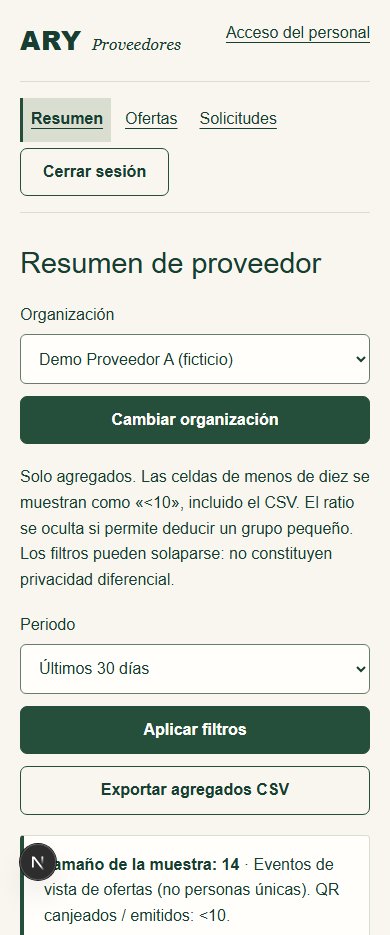 ARY Proveedores
Acceso del personal
Resumen
Ofertas
Solicitudes
Cerrar sesión
Resumen de proveedor
Organización
Demo Proveedor A (ficticio)
Cambiar organización
Solo agregados. Las celdas de menos de diez se
muestran como «<10», incluido el CSV. El ratio
se oculta si permite deducir un grupo pequeño.
Los filtros pueden solaparse: no constituyen
privacidad diferencial.
Periodo
Últimos 30 días
Aplicar filtros
Exportar agregados CSV
N
amaño de la muestra: 14 · Eventos de
vista de ofertas (no personas únicas). QR
canjeados / emitidos: <10.